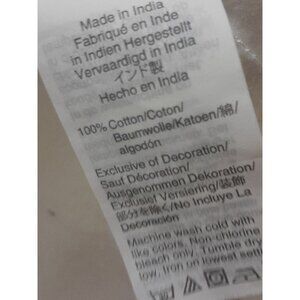 Made in India
Fabriqué en Inde
in Indien Hergestellt
Vervaardigd in India
インド製
Hecho en India
100% Cotton/Coton/
Baumwolle/Katoen/綿/
algodón
Exclusive of Decoration/
Sauf Décoration/
Ausgenommen Dekoration/
Exclusief Versiering/装飾
部分を除く/No Incluye La
Decoración
Machine wash cold with
like colors. Non-chlorine
bleach only. Tumble dry
low. Iron on lowest setting